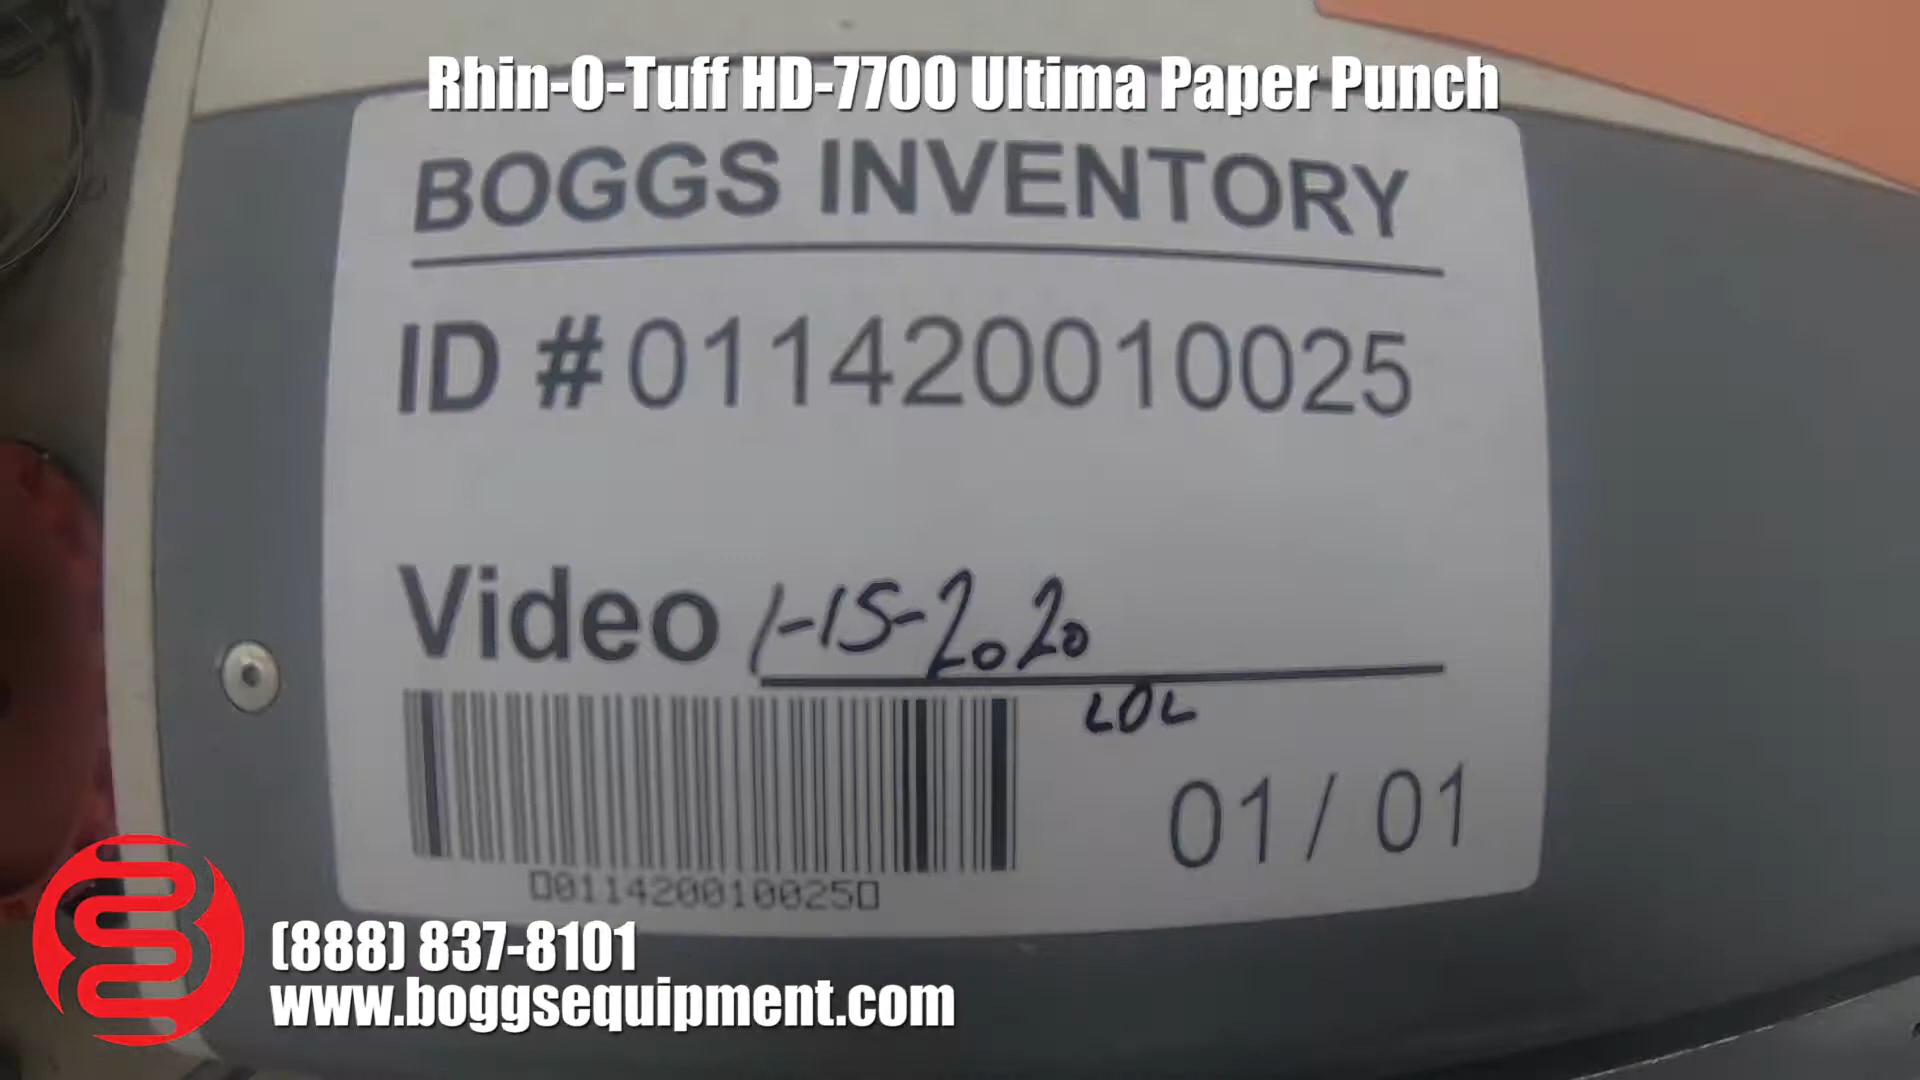 Rhin-O-Tuff HD-7700 Ultima Paper Punch
BOGGS INVENTORY
ID # 011420010025
Video 1-15-2020
LOL
01 / 01
▯011420010025▯
(888) 837-8101
www.boggsequipment.com